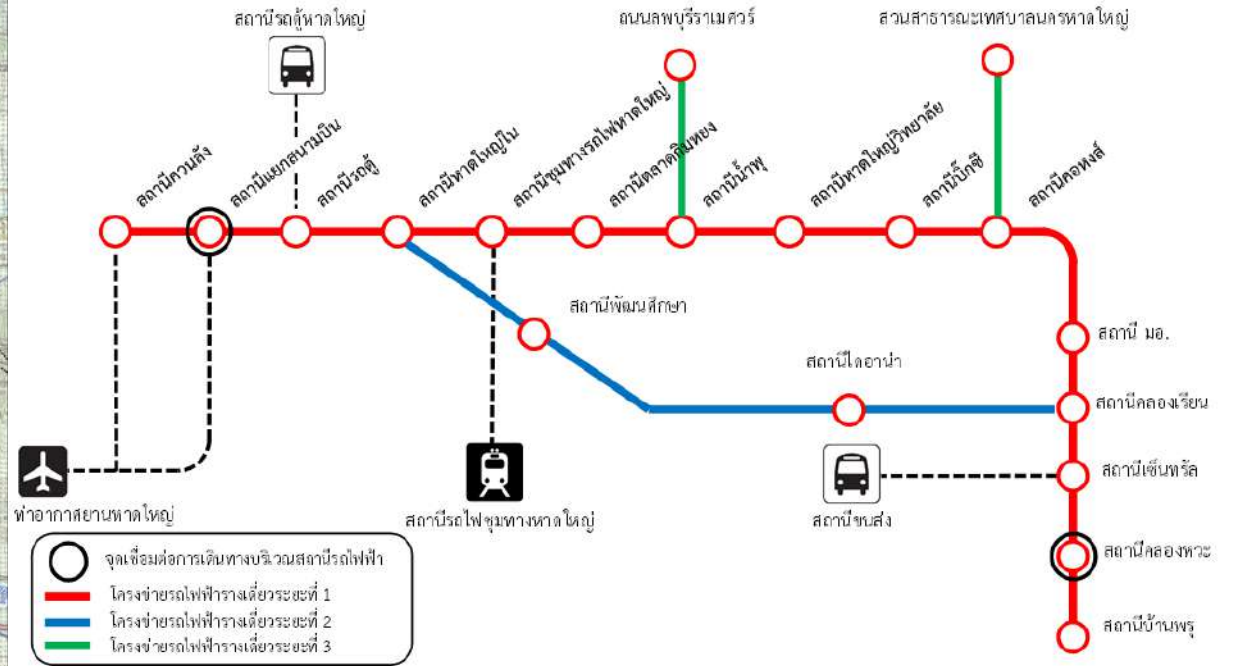 สถานีรถตู้หาดใหญ่
ถนนลพบุรีราเมศวร์
สวนสาธารณะเทศบาลนครหาดใหญ่
สถานีควนลัง
สถานีแยกสนามบิน
สถานีรถตู้
สถานีหาดใหญ่ใน
สถานีชุมทางรถไฟหาดใหญ่
สถานีตลาดกิมหยง
สถานีน้ำพุ
สถานีหาดใหญ่วิทยาลัย
สถานีบิ๊กซี
สถานีคอหงส์
สถานีพัฒนศึกษา
สถานี มอ.
สถานีไดอาน่า
สถานีคลองเรียน
สถานีเซ็นทรัล
ท่าอากาศยานหาดใหญ่
สถานีรถไฟชุมทางหาดใหญ่
สถานีขนส่ง
สถานีคลองหวะ
สถานีบ้านพรุ
จุดเชื่อมต่อการเดินทางบริเวณสถานีรถไฟฟ้า
โครงข่ายรถไฟฟ้ารางเดี่ยวระยะที่ 1
โครงข่ายรถไฟฟ้ารางเดี่ยวระยะที่ 2
โครงข่ายรถไฟฟ้ารางเดี่ยวระยะที่ 3